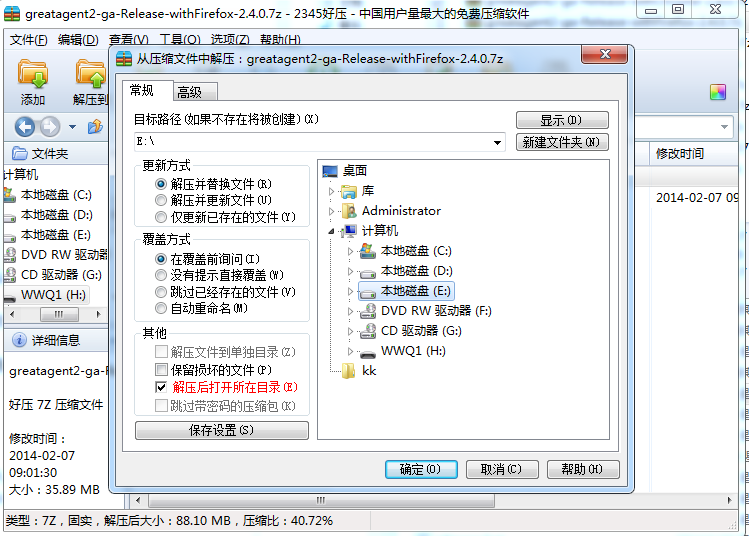 greatagent2-ga-Release-withFirefox-2.4.0.7z - 2345好压 - 中国用户量最大的免费压缩软件
文件(F) 编辑(D) 查看(V) 工具(O) 选项(Z) 帮助(H)
添加
解压到
文件夹
修改时间
计算机
本地磁盘 (C:)
2014-02-07 09
本地磁盘 (D:)
本地磁盘 (E:)
DVD RW 驱动器
CD 驱动器 (G:)
WWQ1 (H:)
详细信息
greatagent2-ga-R
好压 7Z 压缩文件
修改时间：
2014-02-07
09:01:30
大小：35.89 MB
类型：7Z，固实，解压后大小：88.10 MB，压缩比：40.72%
从压缩文件中解压：greatagent2-ga-Release-withFirefox-2.4.0.7z
常规
高级
目标路径(如果不存在将被创建)(X)
显示(D)
E:\
新建文件夹(N)
更新方式
解压并替换文件(R)
解压并更新文件(U)
仅更新已存在的文件(Y)
覆盖方式
在覆盖前询问(I)
没有提示直接覆盖(W)
跳过已经存在的文件(V)
自动重命名(M)
其他
解压文件到单独目录(Z)
保留损坏的文件(P)
解压后打开所在目录(E)
跳过带密码的压缩包(K)
保存设置(S)
桌面
库
Administrator
计算机
本地磁盘 (C:)
本地磁盘 (D:)
本地磁盘 (E:)
DVD RW 驱动器 (F:)
CD 驱动器 (G:)
WWQ1 (H:)
kk
确定(O)
取消(C)
帮助(H)